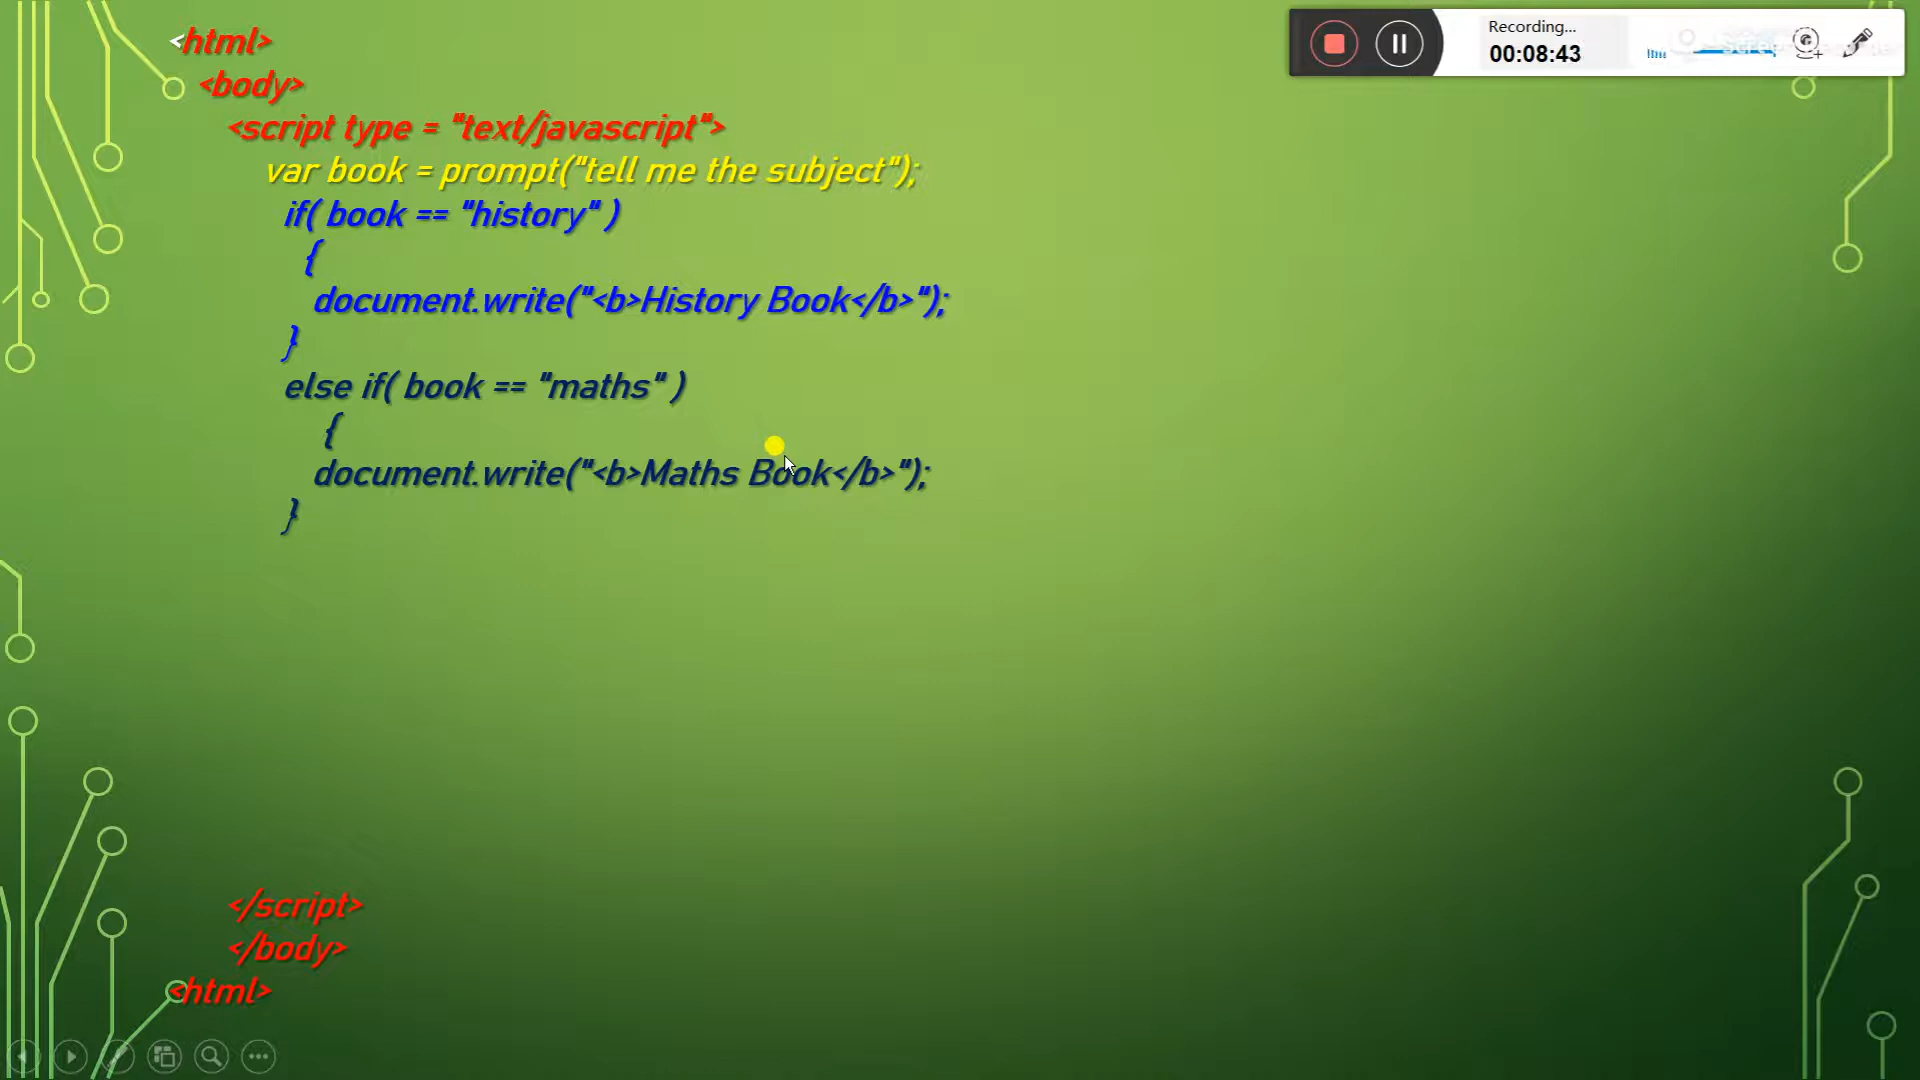 <html>
<body>
<script type = "text/javascript">
var book = prompt("tell me the subject");
if( book == "history" )
{
document.write("<b>History Book</b>");
}
else if( book == "maths" )
{
document.write("<b>Maths Book</b>");
}
</script>
</body>
<html>
Recording...
00:08:43